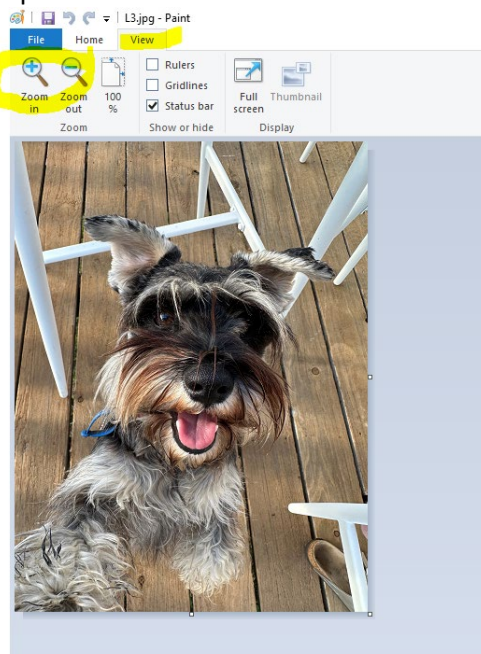 L3.jpg - Paint
File Home View
Zoom in
Zoom out
100 %
Rulers
Gridlines
Status bar
Full screen
Thumbnail
Zoom
Show or hide
Display